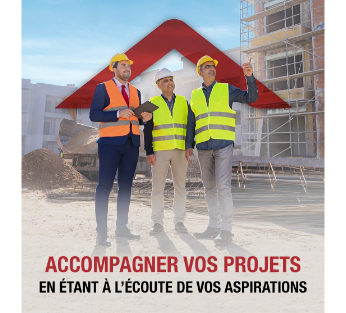 ACCOMPAGNER VOS PROJETS
EN ÉTANT À L'ÉCOUTE DE VOS ASPIRATIONS